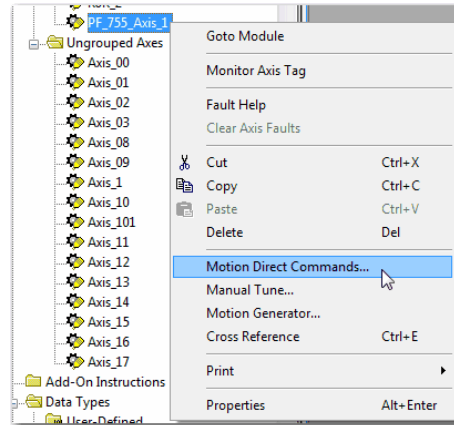 PF_755_Axis_1
Ungrouped Axes
Axis_00
Axis_01
Axis_02
Axis_03
Axis_08
Axis_09
Axis_1
Axis_10
Axis_101
Axis_11
Axis_12
Axis_13
Axis_14
Axis_15
Axis_16
Axis_17
Add-On Instructions
Data Types
User-Defined
Goto Module
Monitor Axis Tag
Fault Help
Clear Axis Faults
Cut Ctrl+X
Copy Ctrl+C
Paste Ctrl+V
Delete Del
Motion Direct Commands...
Manual Tune...
Motion Generator...
Cross Reference Ctrl+E
Print
Properties Alt+Enter